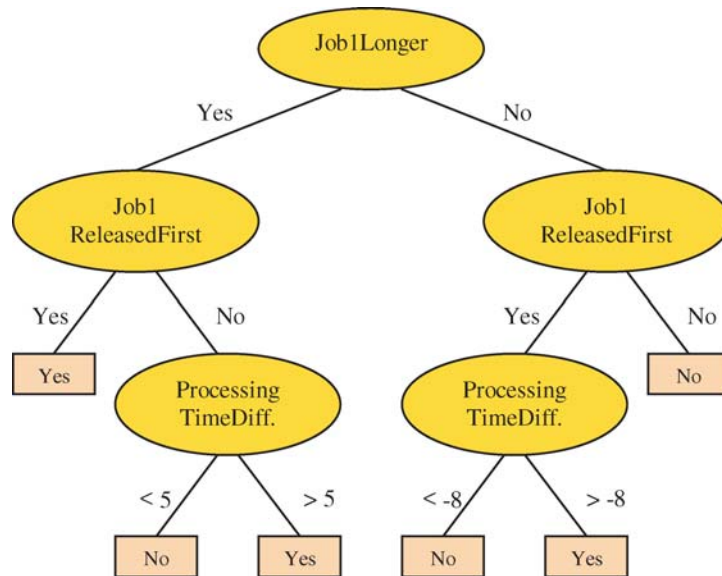 Job1Longer
Yes
No
Job1
ReleasedFirst
Job1
ReleasedFirst
Yes
No
Yes
No
Yes
Processing
TimeDiff.
Processing
TimeDiff.
No
< 5
> 5
< -8
> -8
No
Yes
No
Yes